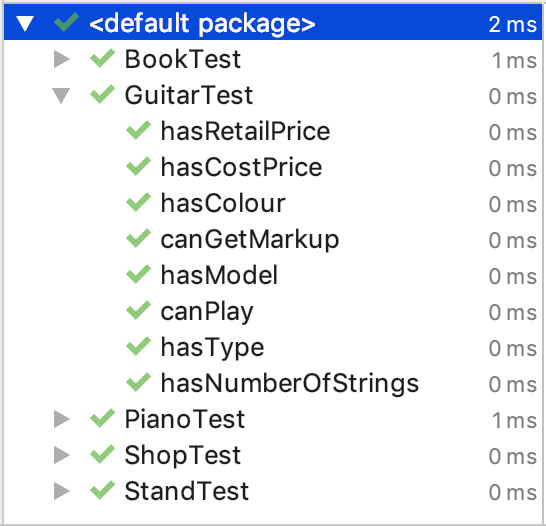 <default package> 2 ms
BookTest 1 ms
GuitarTest 0 ms
hasRetailPrice 0 ms
hasCostPrice 0 ms
hasColour 0 ms
canGetMarkup 0 ms
hasModel 0 ms
canPlay 0 ms
hasType 0 ms
hasNumberOfStrings 0 ms
PianoTest 1 ms
ShopTest 0 ms
StandTest 0 ms